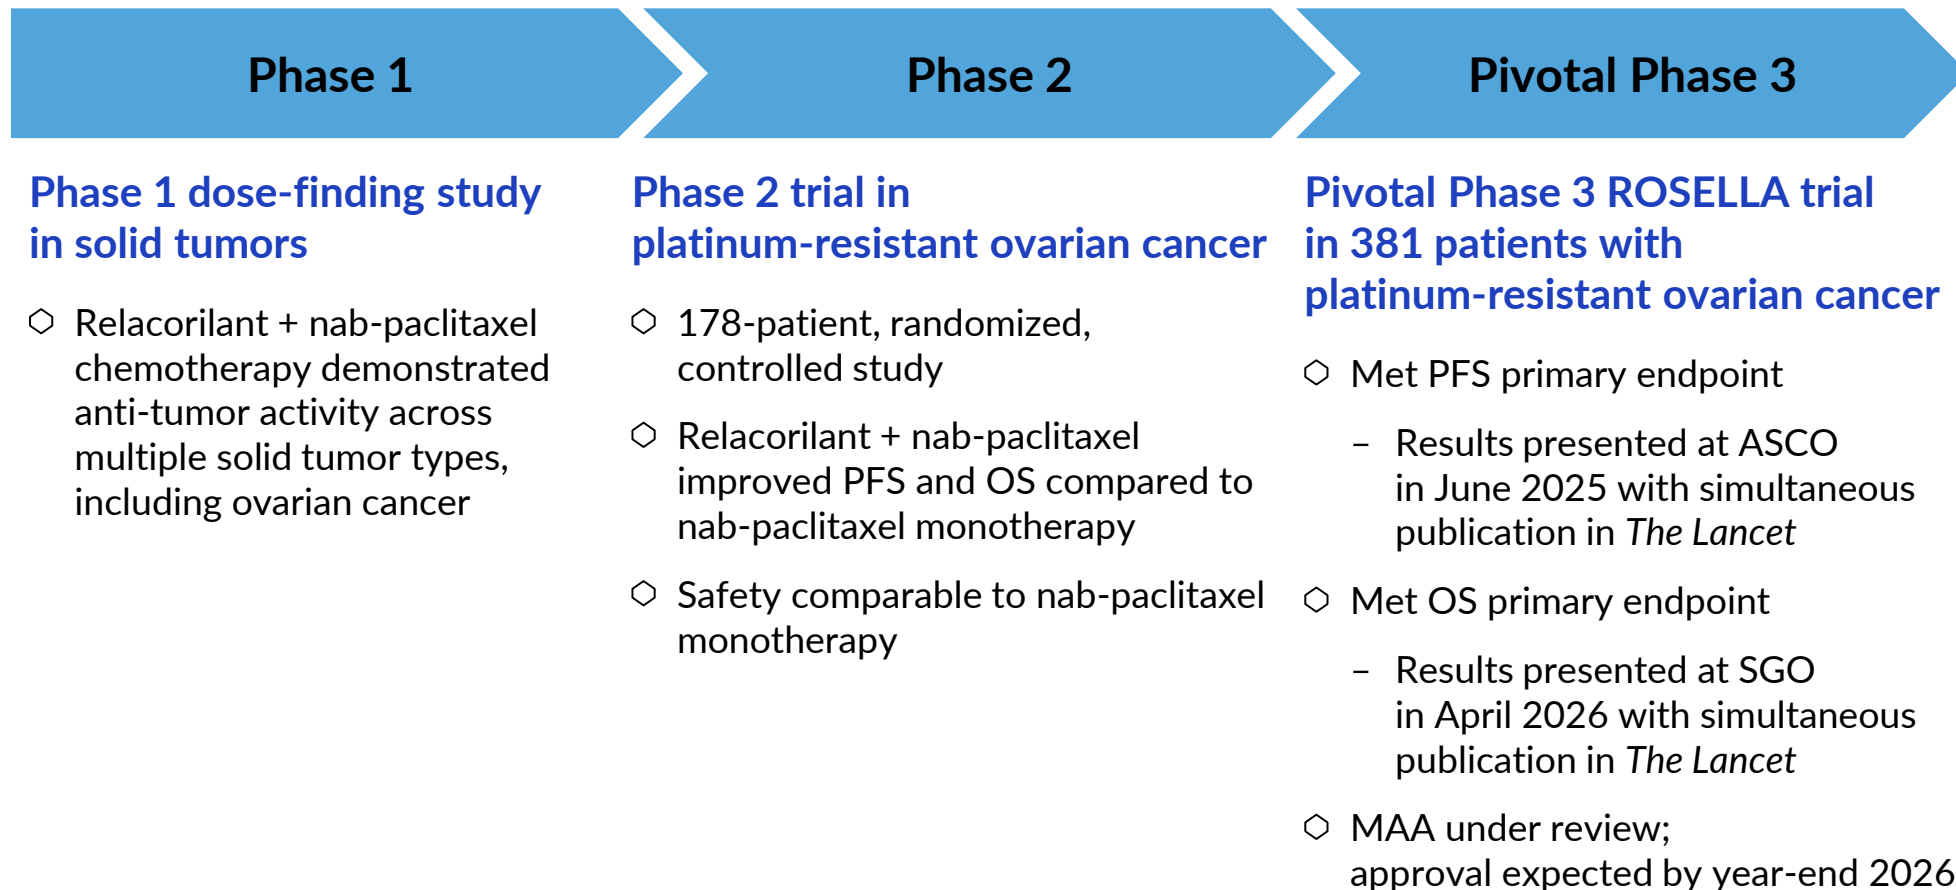 Phase 1
Phase 2
Pivotal Phase 3
Phase 1 dose-finding study
in solid tumors
Relacorilant + nab-paclitaxel
chemotherapy demonstrated
anti-tumor activity across
multiple solid tumor types,
including ovarian cancer
Phase 2 trial in
platinum-resistant ovarian cancer
178-patient, randomized,
controlled study
Relacorilant + nab-paclitaxel
improved PFS and OS compared to
nab-paclitaxel monotherapy
Safety comparable to nab-paclitaxel
monotherapy
Pivotal Phase 3 ROSELLA trial
in 381 patients with
platinum-resistant ovarian cancer
Met PFS primary endpoint
– Results presented at ASCO
in June 2025 with simultaneous
publication in The Lancet
Met OS primary endpoint
– Results presented at SGO
in April 2026 with simultaneous
publication in The Lancet
MAA under review;
approval expected by year-end 2026